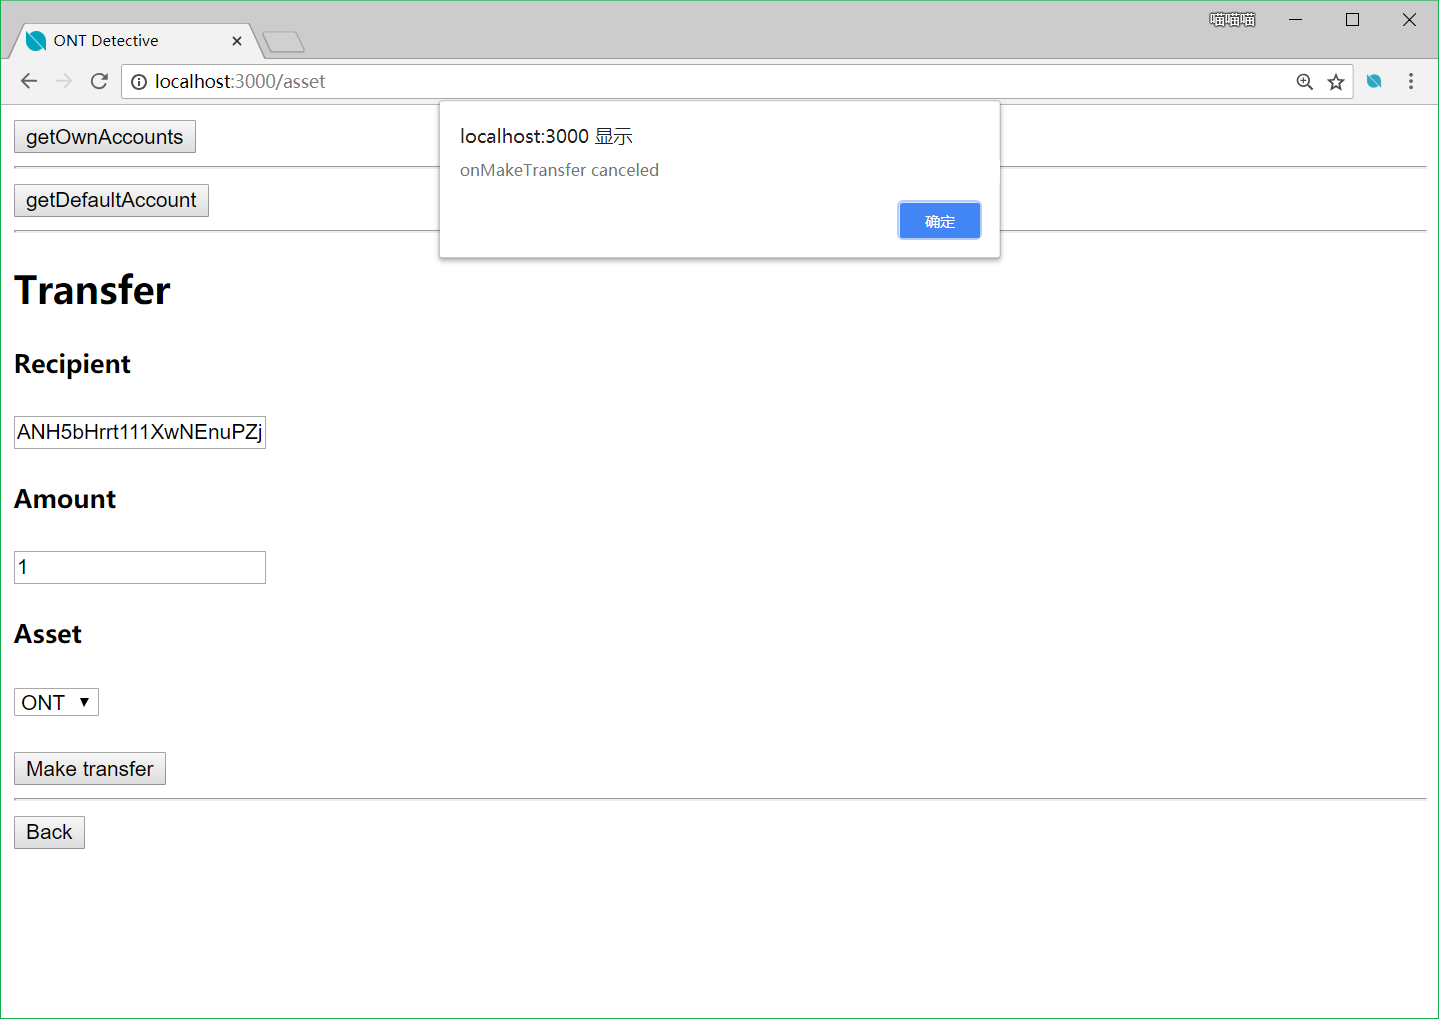 喵喵喵
ONT Detective
localhost:3000/asset
localhost:3000 显示
onMakeTransfer canceled
确定
getOwnAccounts
getDefaultAccount
Transfer
Recipient
ANH5bHrrt111XwNEnuPZj
Amount
1
Asset
ONT
Make transfer
Back